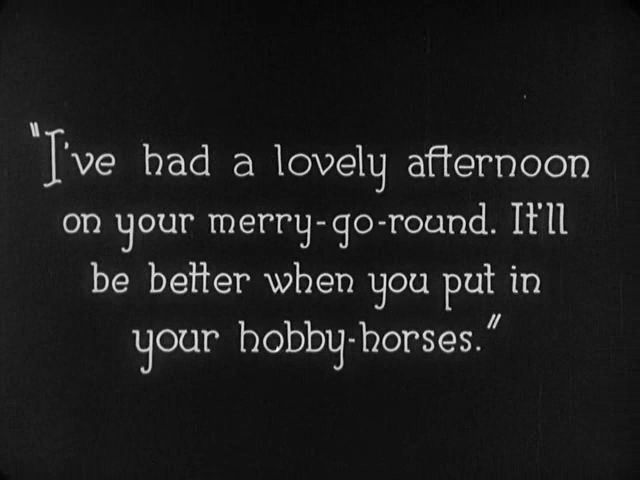 "I've had a lovely afternoon
on your merry-go-round. It'll
be better when you put in
your hobby-horses."